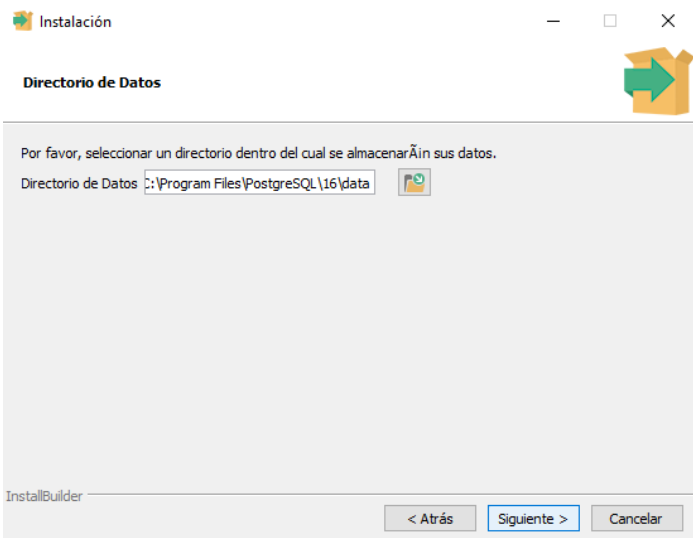 Instalación
Directorio de Datos
Por favor, seleccionar un directorio dentro del cual se almacenarÃin sus datos.
Directorio de Datos C:\Program Files\PostgreSQL\16\data
InstallBuilder
< Atrás Siguiente > Cancelar